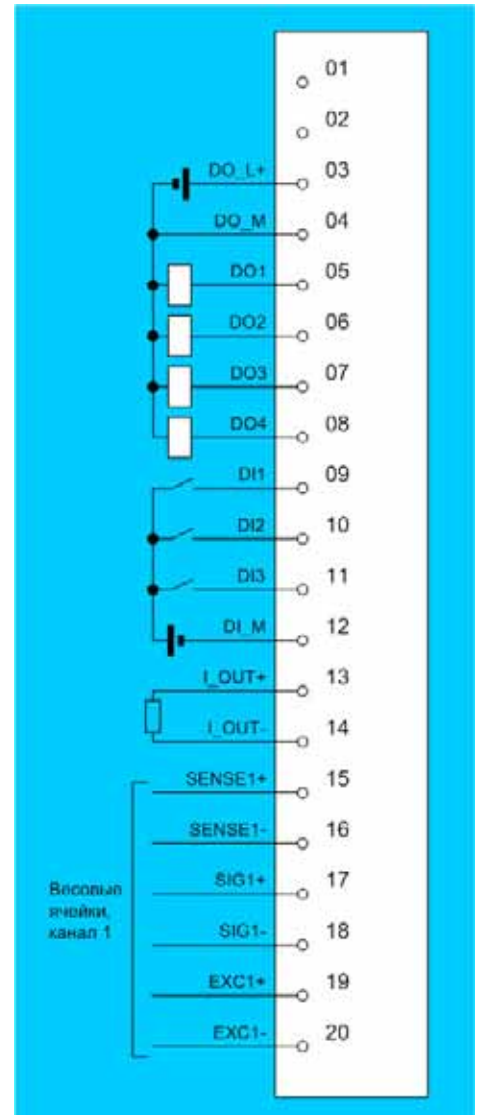 01
02
DO_L+ 03
DO_M 04
DO1 05
DO2 06
DO3 07
DO4 08
DI1 09
DI2 10
DI3 11
DI_M 12
I_OUT+ 13
I_OUT- 14
SENSE1+ 15
SENSE1- 16
SIG1+ 17
SIG1- 18
EXC1+ 19
EXC1- 20
Весовые
ячейки,
канал 1